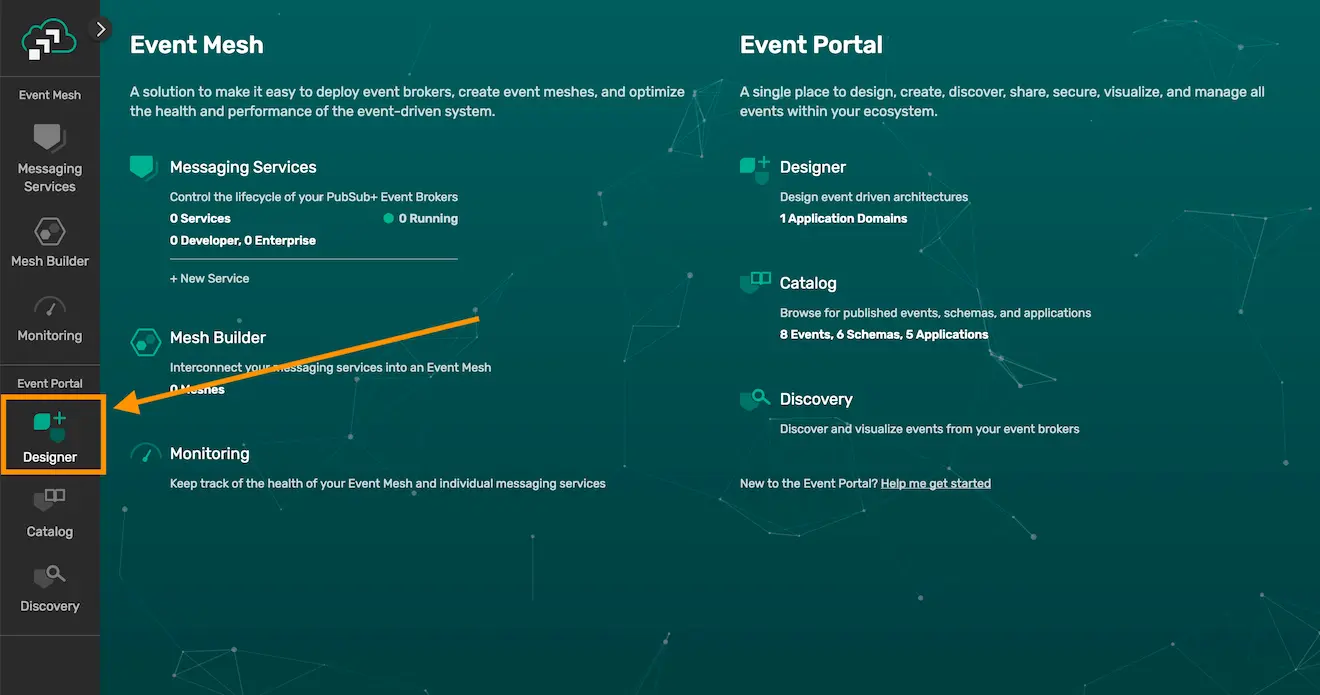 Event Mesh
Messaging
Services
Mesh Builder
Monitoring
Event Portal
Designer
Catalog
Discovery
Event Mesh
A solution to make it easy to deploy event brokers, create event meshes, and optimize
the health and performance of the event-driven system.
Messaging Services
Control the lifecycle of your PubSub+ Event Brokers
0 Services
0 Running
0 Developer, 0 Enterprise
+ New Service
Mesh Builder
Interconnect your messaging services into an Event Mesh
0 Meshes
Monitoring
Keep track of the health of your Event Mesh and individual messaging services
Event Portal
A single place to design, create, discover, share, secure, visualize, and manage all
events within your ecosystem.
Designer
Design event driven architectures
1 Application Domains
Catalog
Browse for published events, schemas, and applications
8 Events, 6 Schemas, 5 Applications
Discovery
Discover and visualize events from your event brokers
New to the Event Portal? Help me get started